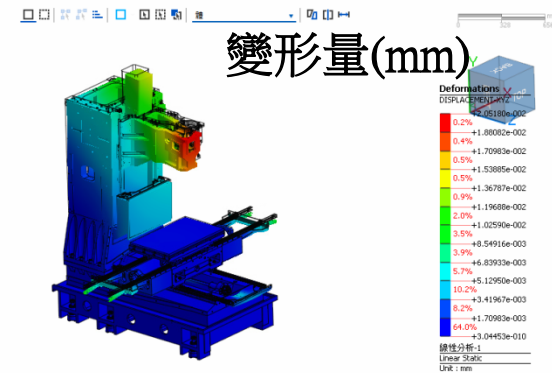 體
變形量(mm)
Deformations
DISPLACEMENT-XYZ
+2.05180e-002
0.2%
+1.88082e-002
0.4%
+1.70983e-002
0.5%
+1.53885e-002
0.5%
+1.36787e-002
0.9%
+1.19688e-002
2.0%
+1.02590e-002
3.5%
+8.54916e-003
3.9%
+6.83933e-003
5.7%
+5.12950e-003
10.2%
+3.41967e-003
8.2%
+1.70983e-003
64.0%
+3.04453e-010
線性分析-1
Linear Static
Unit : mm
Y
X
Z
0
328